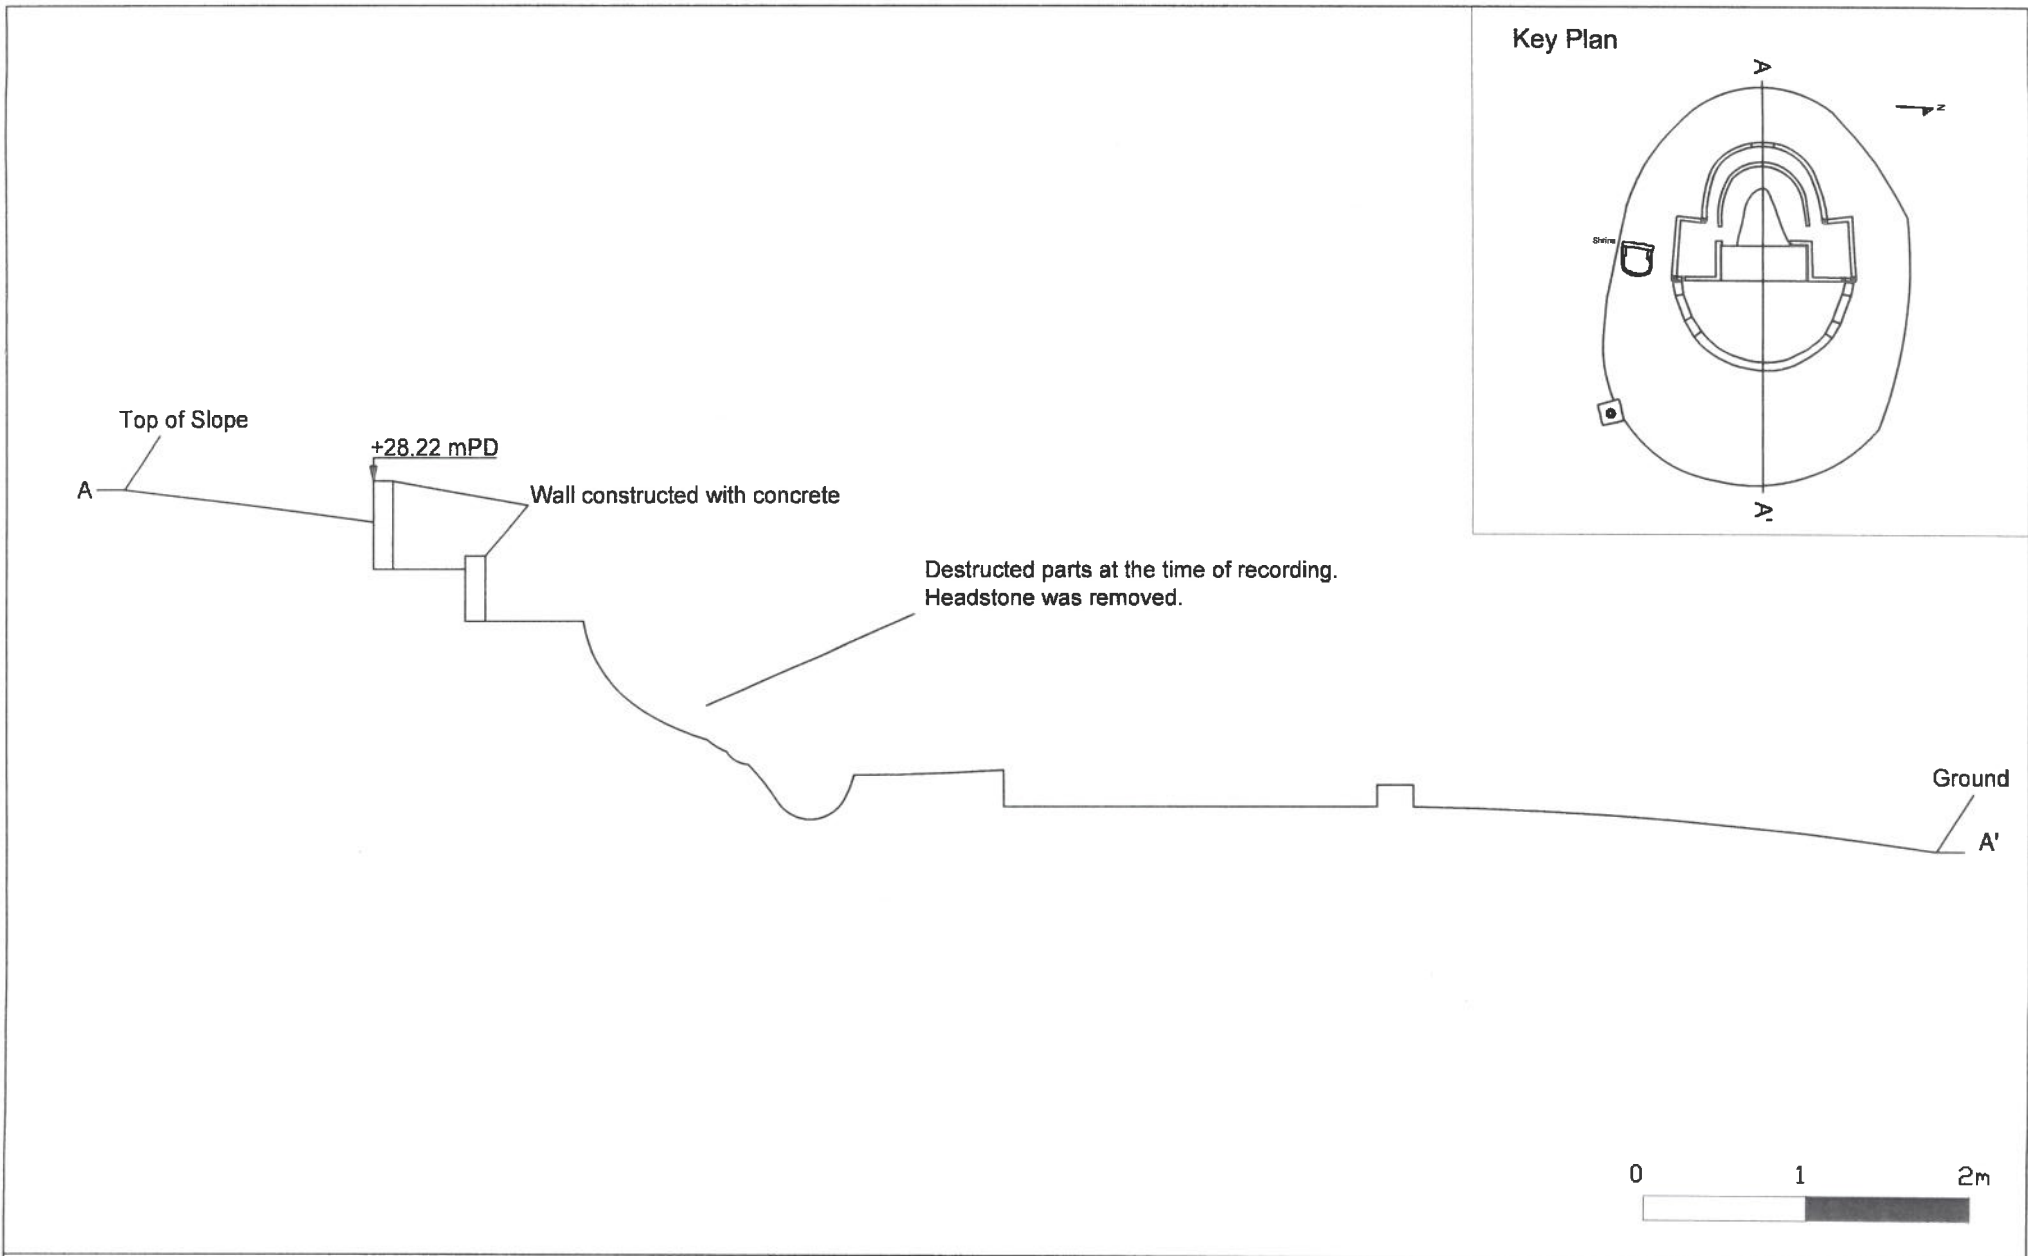 Key Plan
A
N
Shrine
A'
Top of Slope
+28.22 mPD
A
Wall constructed with concrete
Destructed parts at the time of recording.
Headstone was removed.
Ground
A'
0 1 2m